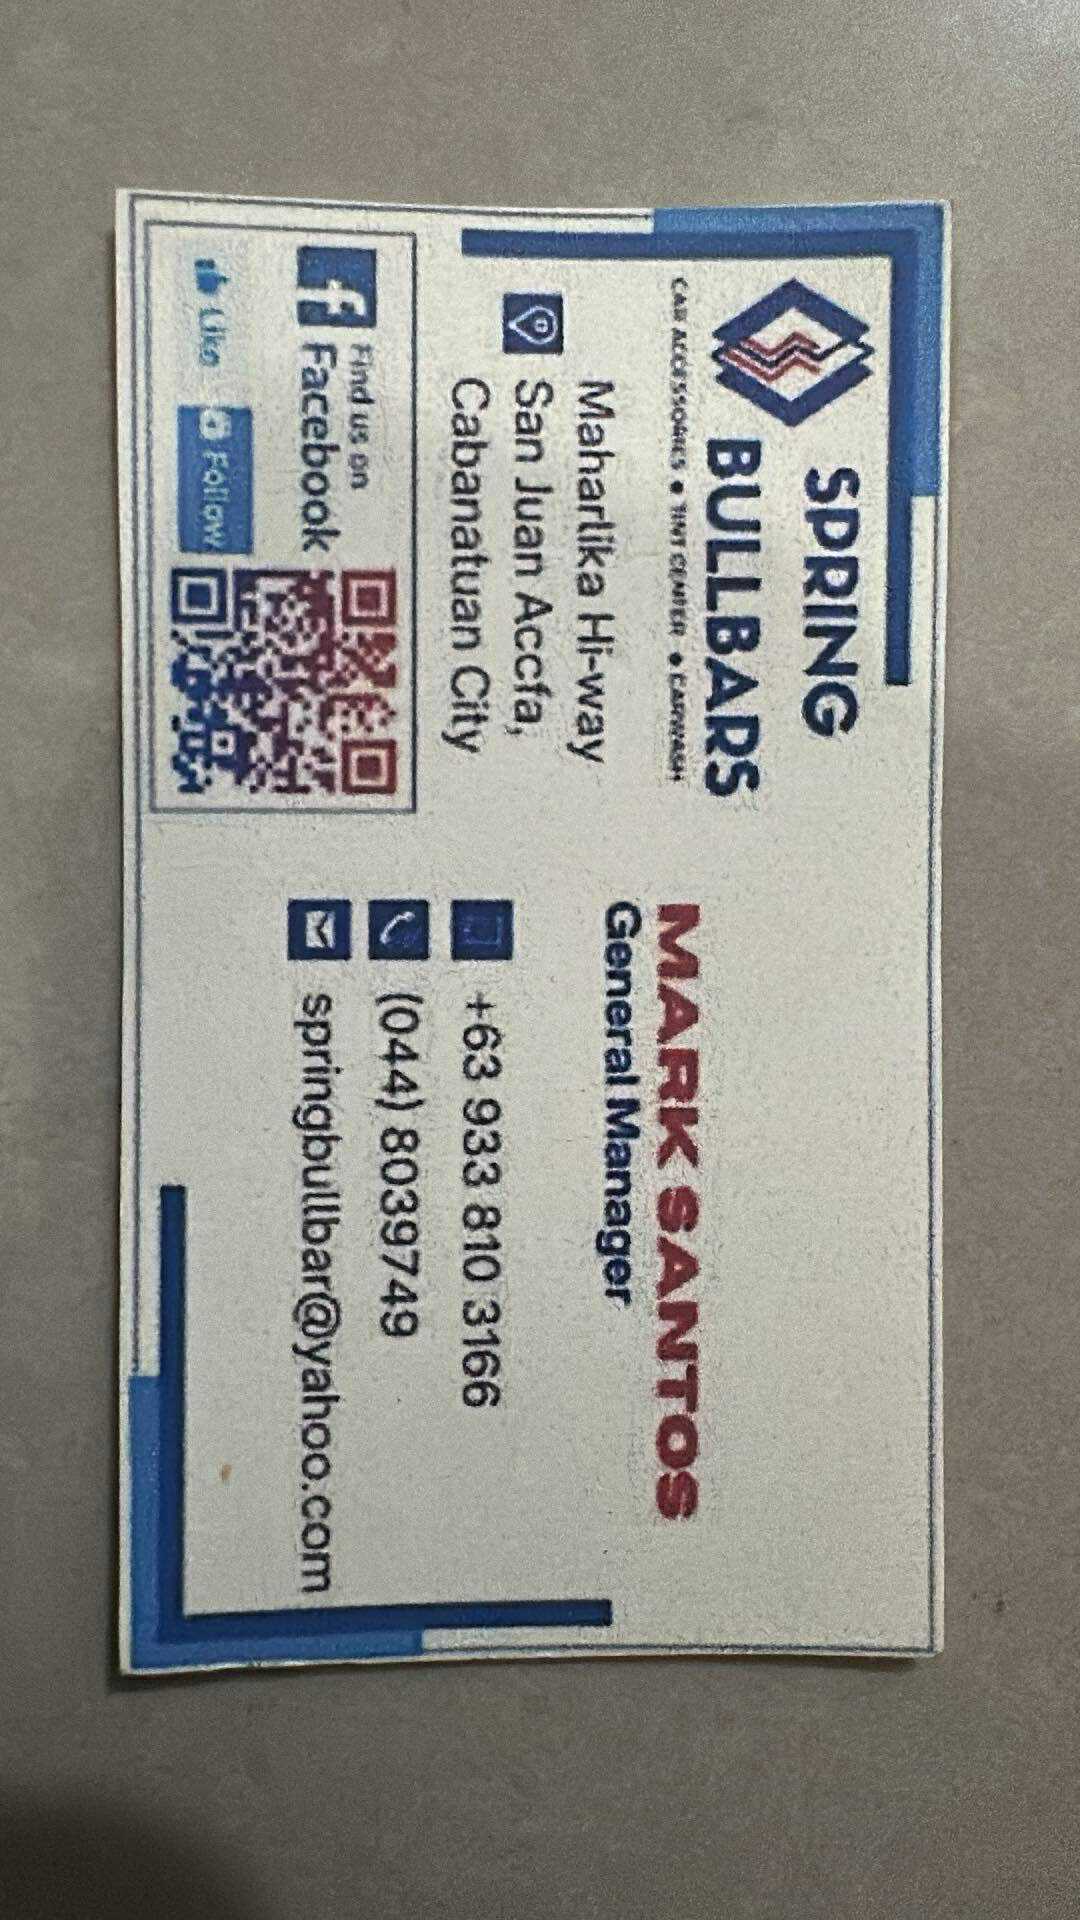 SPRING
BULLBARS
CAR ACCESSORIES • TINT CENTER • CARWASH
Maharlika Hi-way
San Juan Accfa,
Cabanatuan City
Find us on
Facebook
Like
Follow
MARK SANTOS
General Manager
+63 933 810 3166
(044) 8039749
springbullbar@yahoo.com